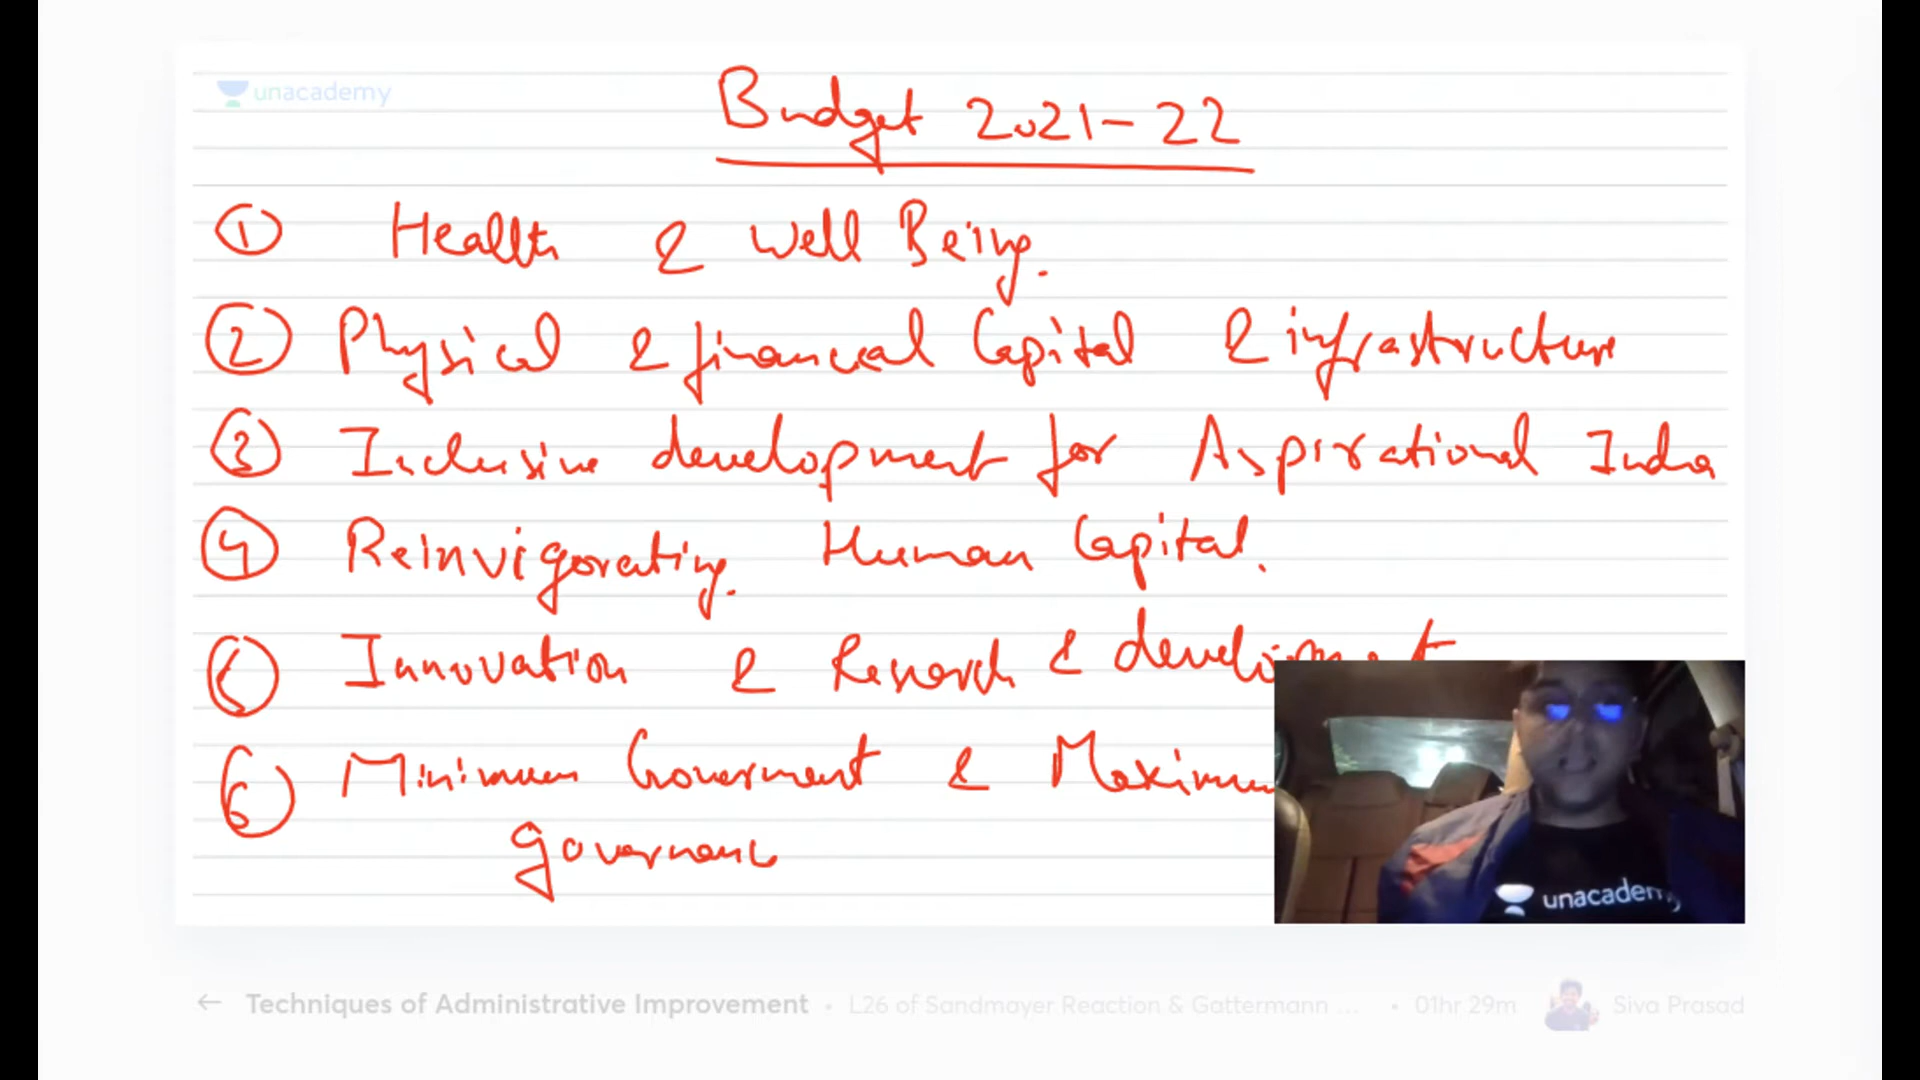 unacademy
Budget 2021-22
① Health & Well Being.
② Physical & financial Capital & infrastructure
③ Inclusive development for Aspirational India
④ Reinvigorating. Human Capital.
⑤ Innovation & Research & development
⑥ Minimum Government & Maximum
governance
unacademy
← Techniques of Administrative Improvement • L26 of Sandmayer Reaction & Gattermann ... • 01hr 29m Siva Prasad